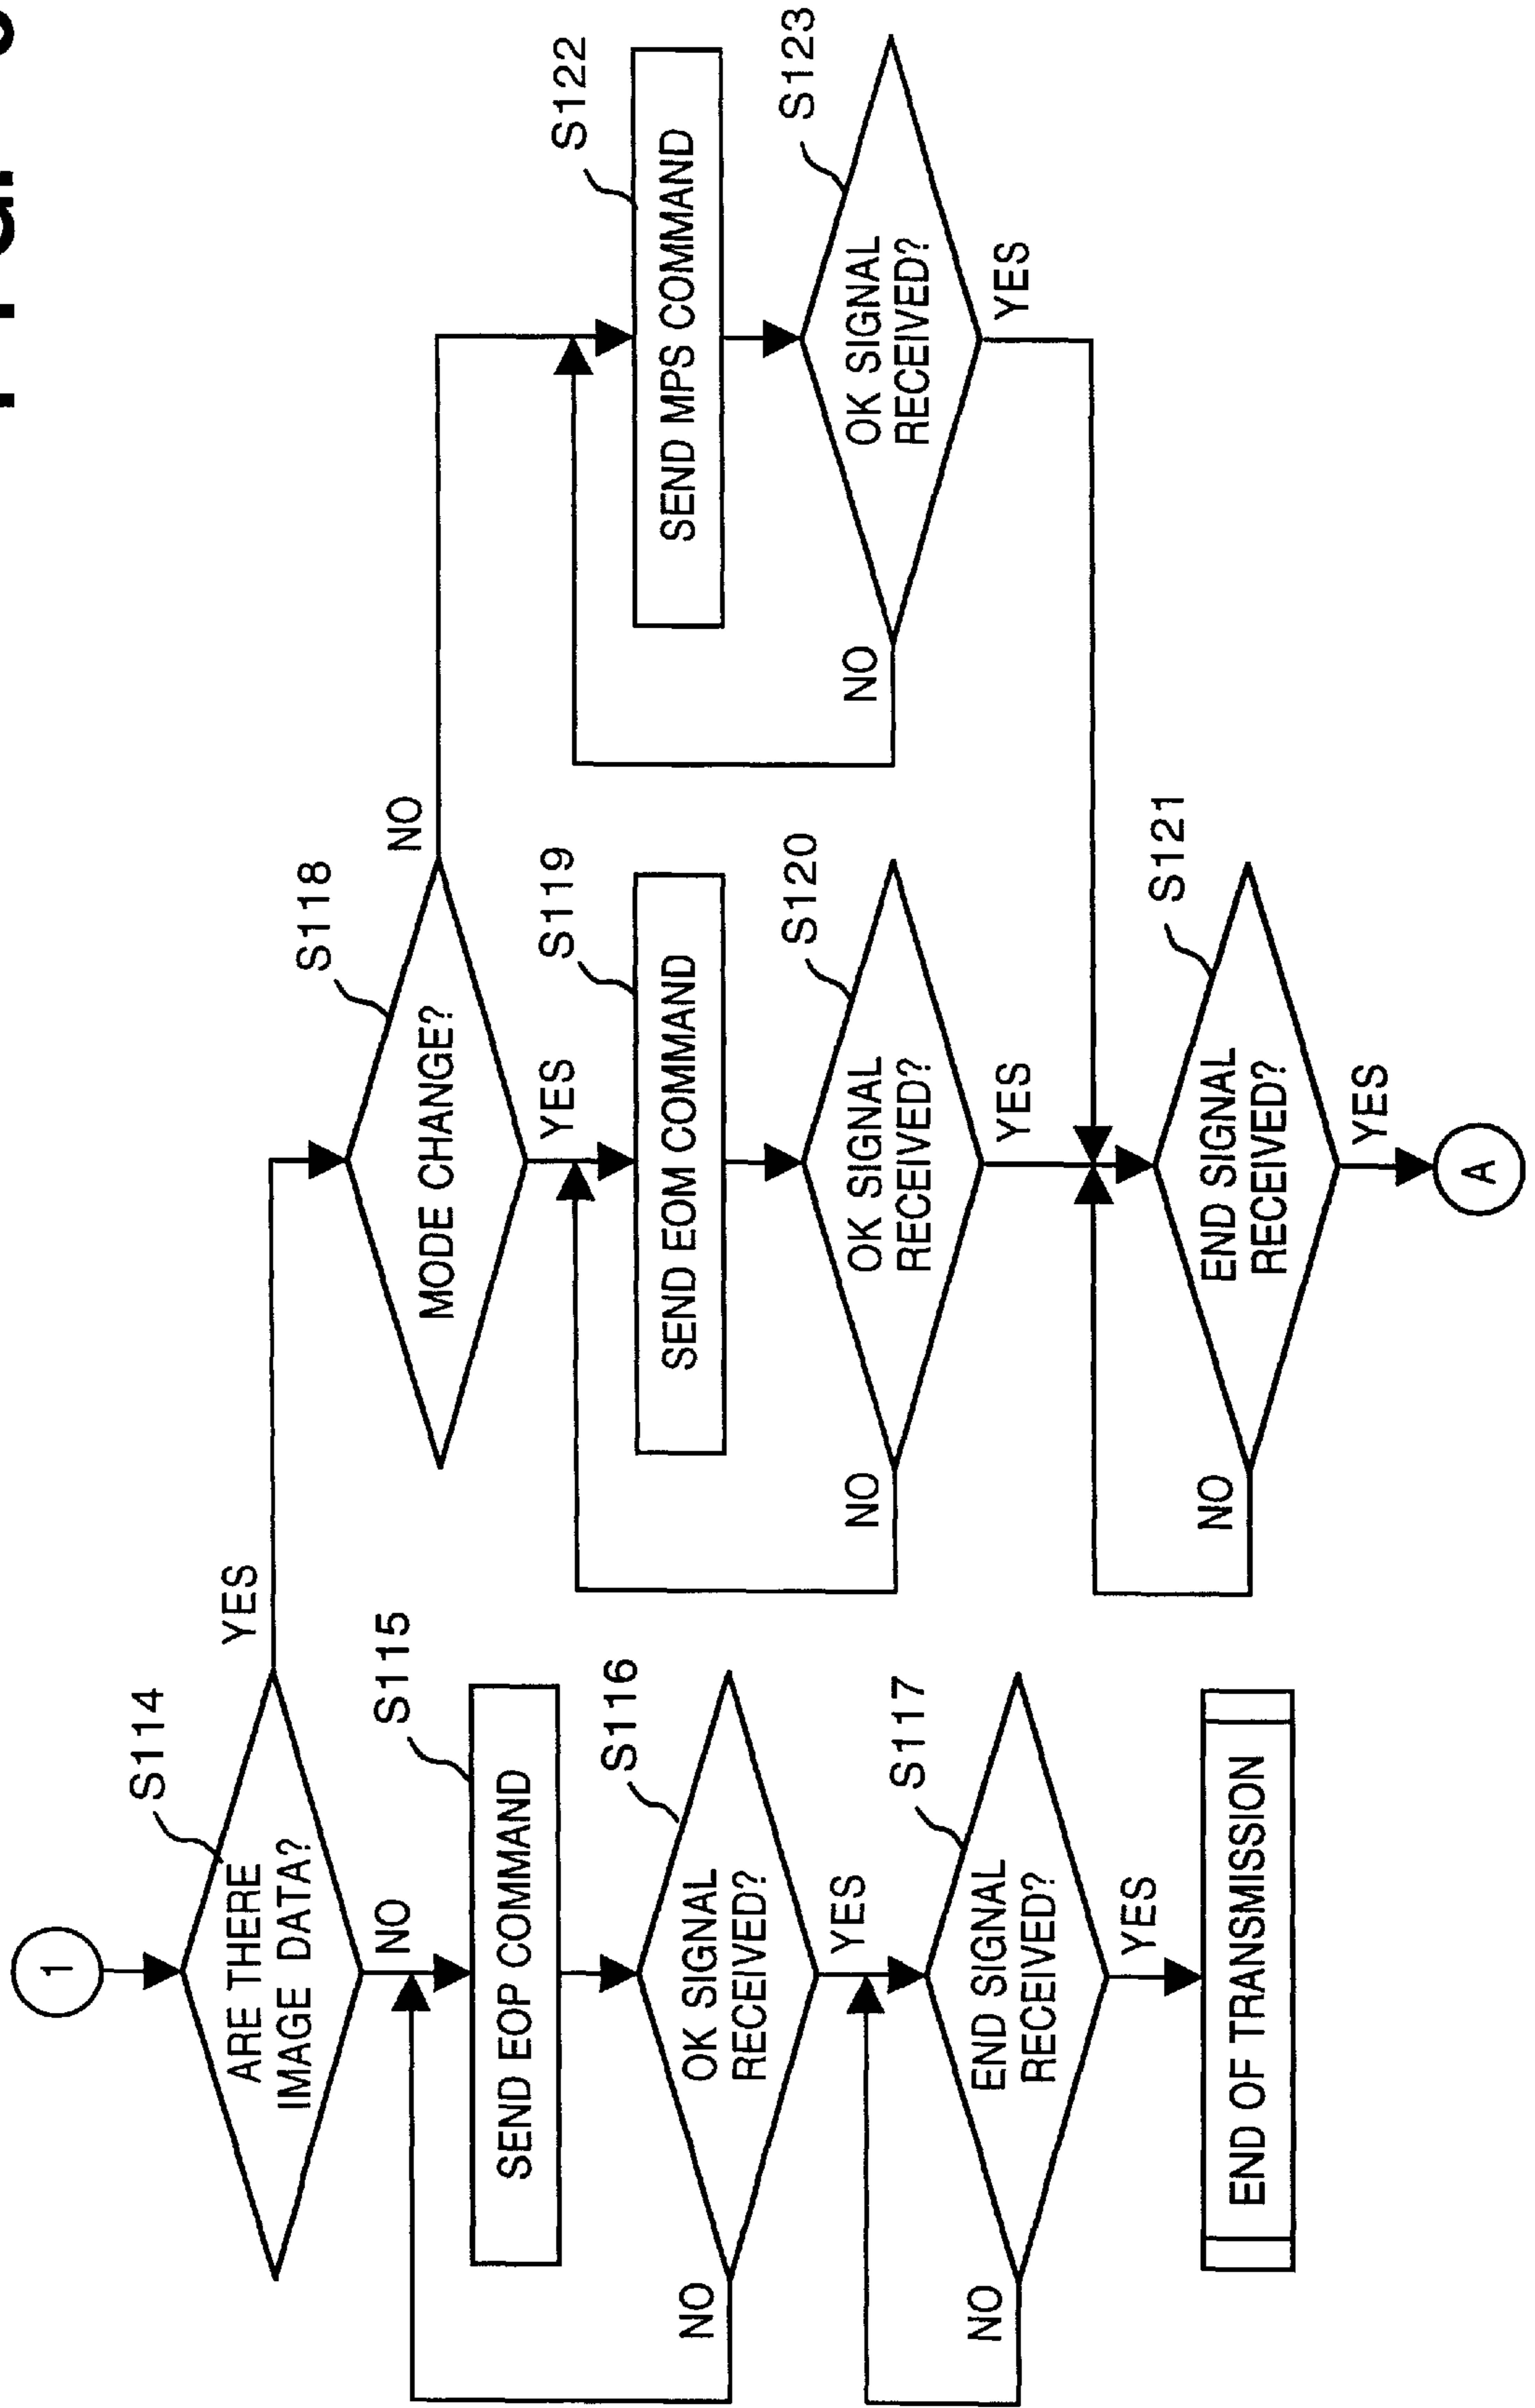 1
S114
ARE THERE
IMAGE DATA?
YES
NO
S115
SEND EOP COMMAND
S116
OK SIGNAL
RECEIVED?
NO
YES
S117
END SIGNAL
RECEIVED?
NO
YES
END OF TRANSMISSION
S118
MODE CHANGE?
NO
YES
S119
SEND EOM COMMAND
S120
OK SIGNAL
RECEIVED?
NO
YES
S121
END SIGNAL
RECEIVED?
NO
YES
A
S122
SEND MPS COMMAND
S123
OK SIGNAL
RECEIVED?
NO
YES